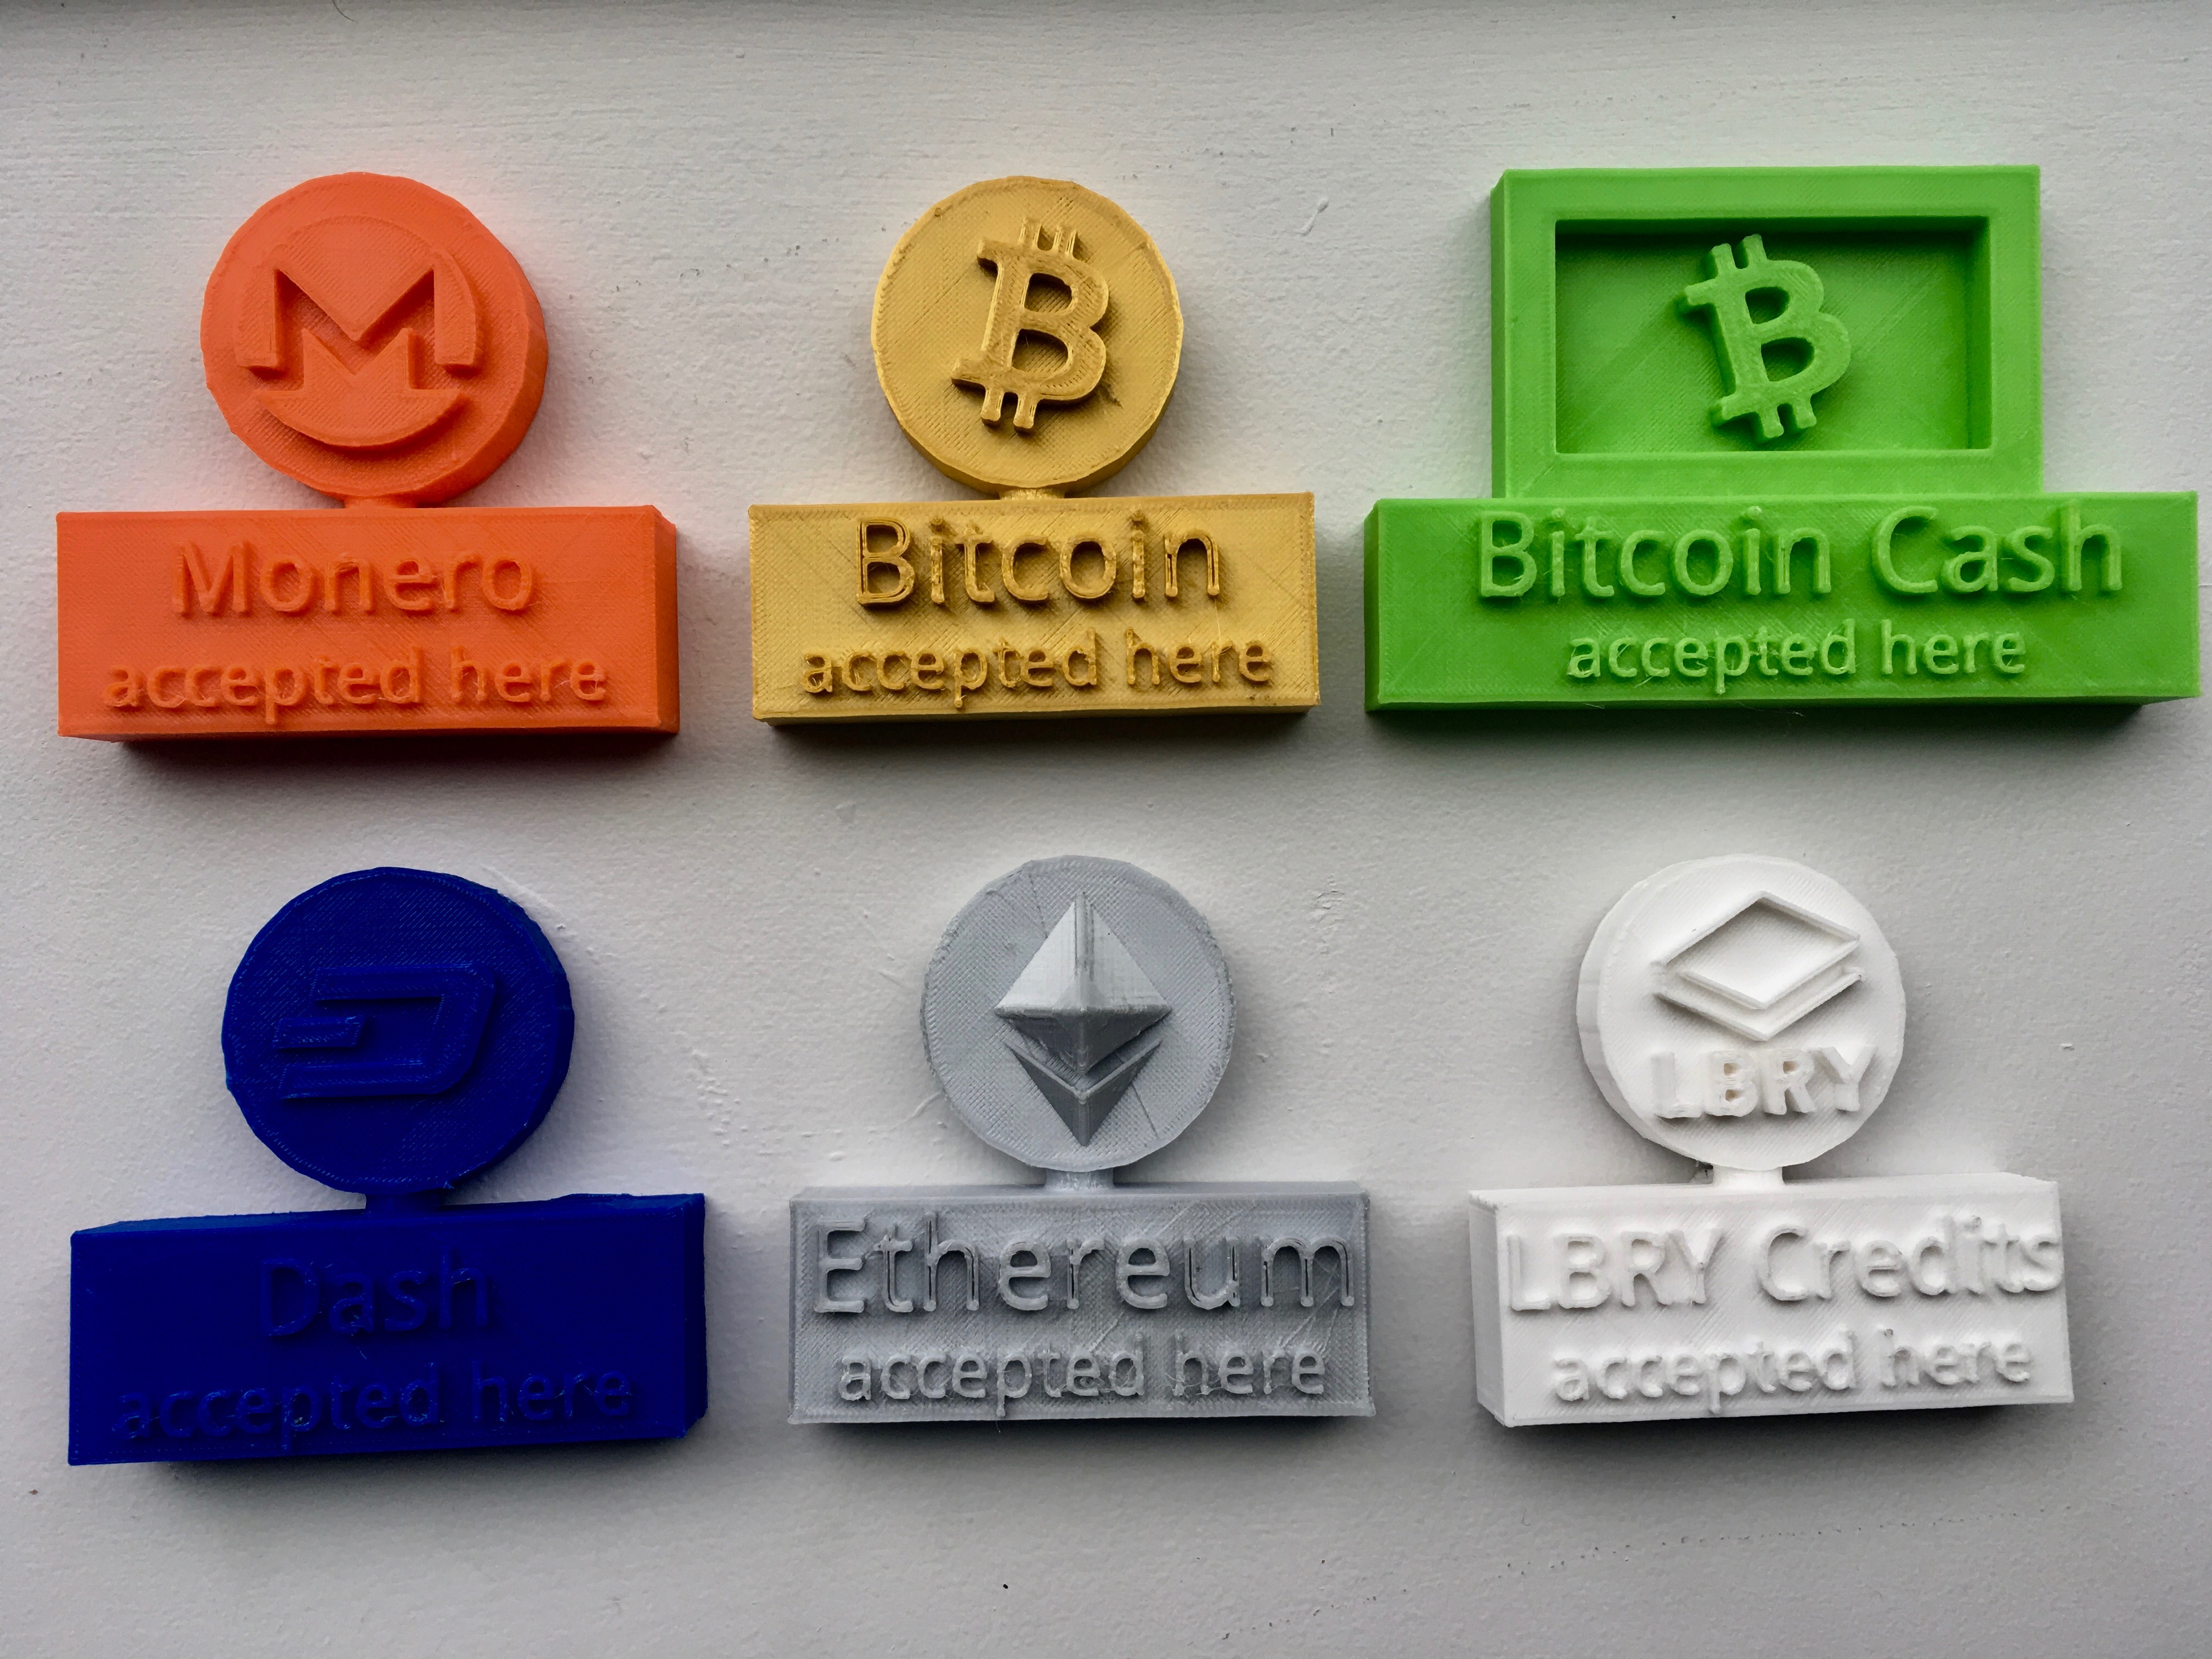 Monero
accepted here
Bitcoin
accepted here
Bitcoin Cash
accepted here
Dash
accepted here
Ethereum
accepted here
LBRY
LBRY Credits
accepted here